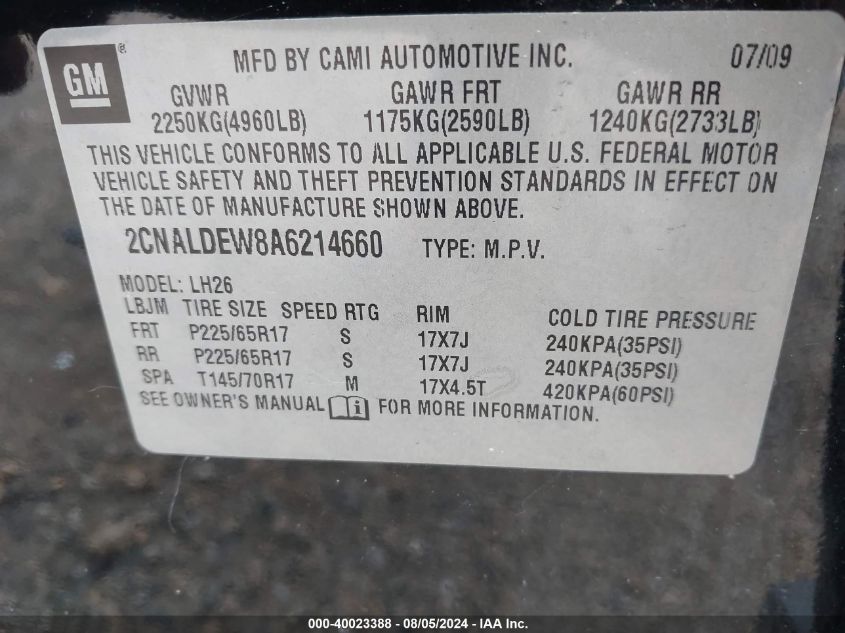 GM
®
MFD BY CAMI AUTOMOTIVE INC. 07/09
GVWR GAWR FRT GAWR RR
2250KG(4960LB) 1175KG(2590LB) 1240KG(2733LB)
THIS VEHICLE CONFORMS TO ALL APPLICABLE U.S. FEDERAL MOTOR
VEHICLE SAFETY AND THEFT PREVENTION STANDARDS IN EFFECT ON
THE DATE OF MANUFACTURE SHOWN ABOVE.
2CNALDEW8A6214660 TYPE: M.P.V.
MODEL: LH26
LBJM TIRE SIZE SPEED RTG RIM COLD TIRE PRESSURE
FRT P225/65R17 S 17X7J 240KPA(35PSI)
RR P225/65R17 S 17X7J 240KPA(35PSI)
SPA T145/70R17 M 17X4.5T 420KPA(60PSI)
SEE OWNER'S MANUAL i FOR MORE INFORMATION.
000-40023388 - 08/05/2024 - IAA Inc.